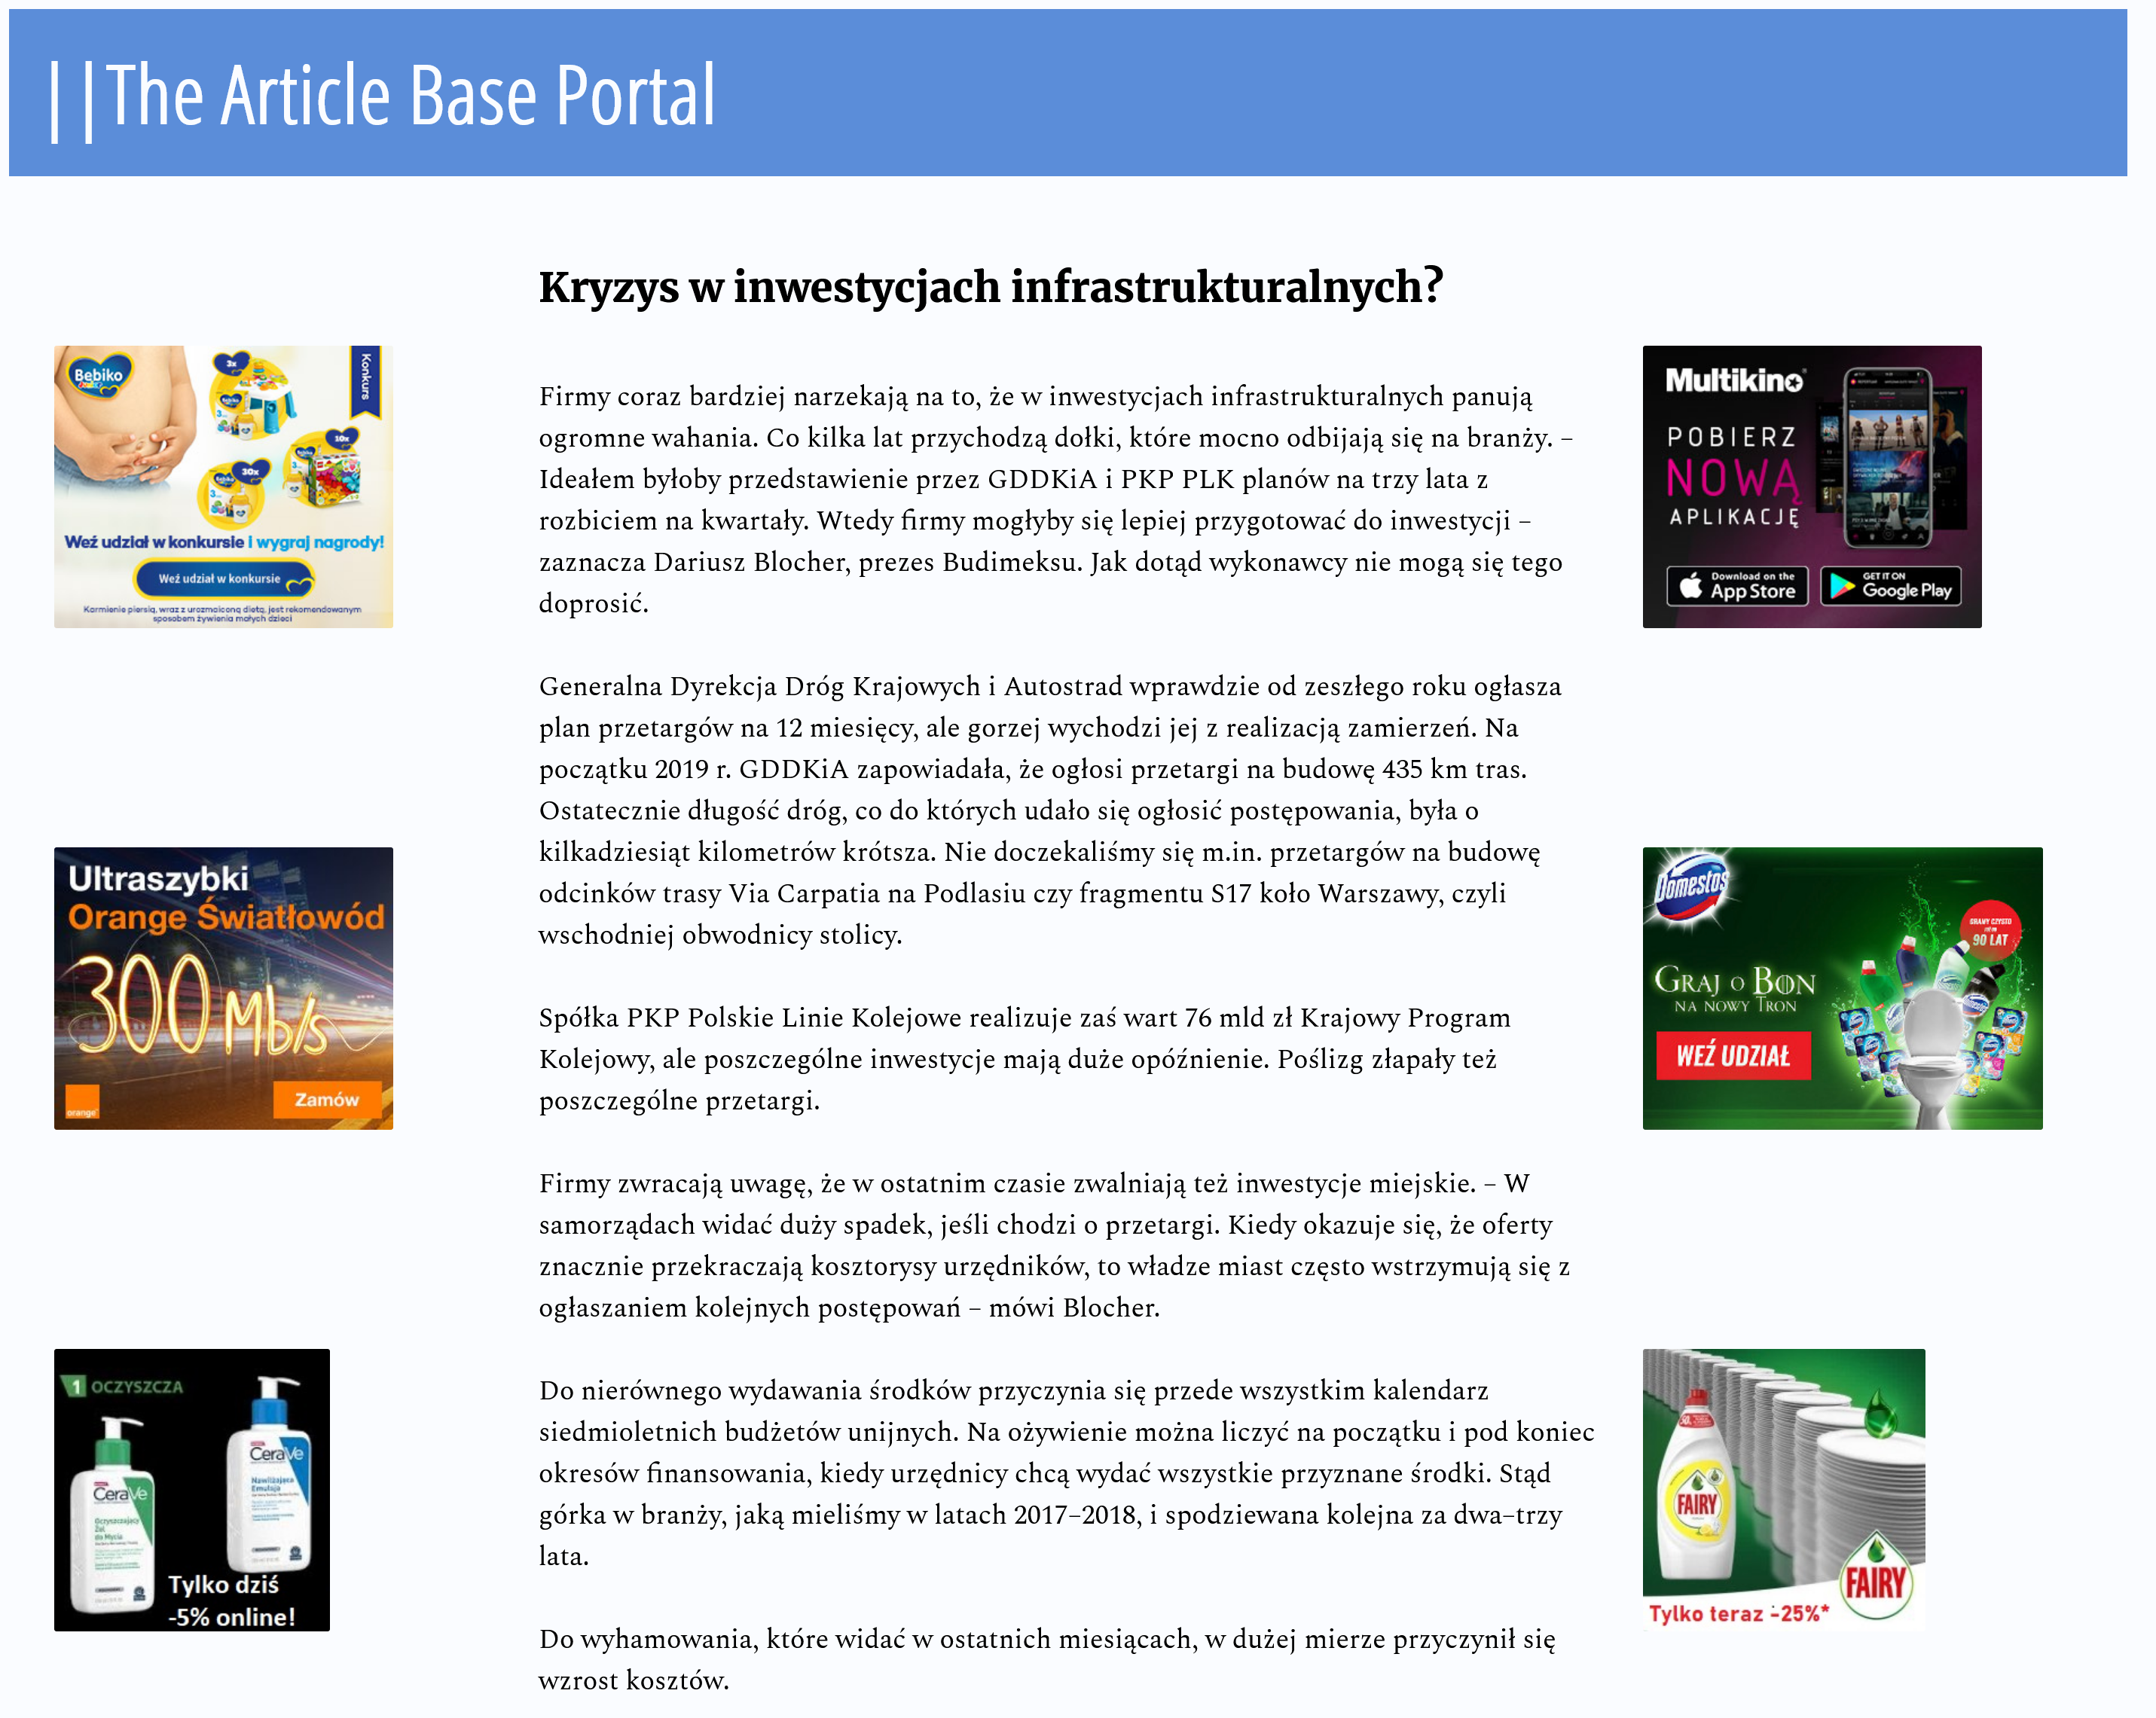 ||The Article Base Portal
Kryzys w inwestycjach infrastrukturalnych?
Firmy coraz bardziej narzekają na to, że w inwestycjach infrastrukturalnych panują
ogromne wahania. Co kilka lat przychodzą dołki, które mocno odbijają się na branży. –
Ideałem byłoby przedstawienie przez GDDKiA i PKP PLK planów na trzy lata z
rozbiciem na kwartały. Wtedy firmy mogłyby się lepiej przygotować do inwestycji –
zaznacza Dariusz Blocher, prezes Budimeksu. Jak dotąd wykonawcy nie mogą się tego
doprosić.
Generalna Dyrekcja Dróg Krajowych i Autostrad wprawdzie od zeszłego roku ogłasza
plan przetargów na 12 miesięcy, ale gorzej wychodzi jej z realizacją zamierzeń. Na
początku 2019 r. GDDKiA zapowiadała, że ogłosi przetargi na budowę 435 km tras.
Ostatecznie długość dróg, co do których udało się ogłosić postępowania, była o
kilkadziesiąt kilometrów krótsza. Nie doczekaliśmy się m.in. przetargów na budowę
odcinków trasy Via Carpatia na Podlasiu czy fragmentu S17 koło Warszawy, czyli
wschodniej obwodnicy stolicy.
Spółka PKP Polskie Linie Kolejowe realizuje zaś wart 76 mld zł Krajowy Program
Kolejowy, ale poszczególne inwestycje mają duże opóźnienie. Poślizg złapały też
poszczególne przetargi.
Firmy zwracają uwagę, że w ostatnim czasie zwalniają też inwestycje miejskie. – W
samorządach widać duży spadek, jeśli chodzi o przetargi. Kiedy okazuje się, że oferty
znacznie przekraczają kosztorysy urzędników, to władze miast często wstrzymują się z
ogłaszaniem kolejnych postępowań – mówi Blocher.
Do nierównego wydawania środków przyczynia się przede wszystkim kalendarz
siedmioletnich budżetów unijnych. Na ożywienie można liczyć na początku i pod koniec
okresów finansowania, kiedy urzędnicy chcą wydać wszystkie przyznane środki. Stąd
górka w branży, jaką mieliśmy w latach 2017–2018, i spodziewana kolejna za dwa–trzy
lata.
Do wyhamowania, które widać w ostatnich miesiącach, w dużej mierze przyczynił się
wzrost kosztów.
Bebiko
Konkurs
3x
10x
30x
Weź udział w konkursie i wygraj nagrody!
Weź udział w konkursie
Karmienie piersią, wraz z urozmaiconą dietą, jest rekomendowanym
sposobem żywienia małych dzieci
Ultraszybki
Orange Światłowód
300 Mb/s
orange
Zamów
1 OCZYSZCZA
CeraVe
Nawilżająca
Emulsja
CeraVe
Oczyszczający
Żel
do Mycia
Tylko dziś
-5% online!
Multikino
POBIERZ
NOWĄ
APLIKACJĘ
Download on the
App Store
GET IT ON
Google Play
Domestos
GRAMY CZYSTO
90 LAT
GRAJ O BON
NA NOWY TRON
WEŹ UDZIAŁ
FAIRY
FAIRY
Tylko teraz -25%*